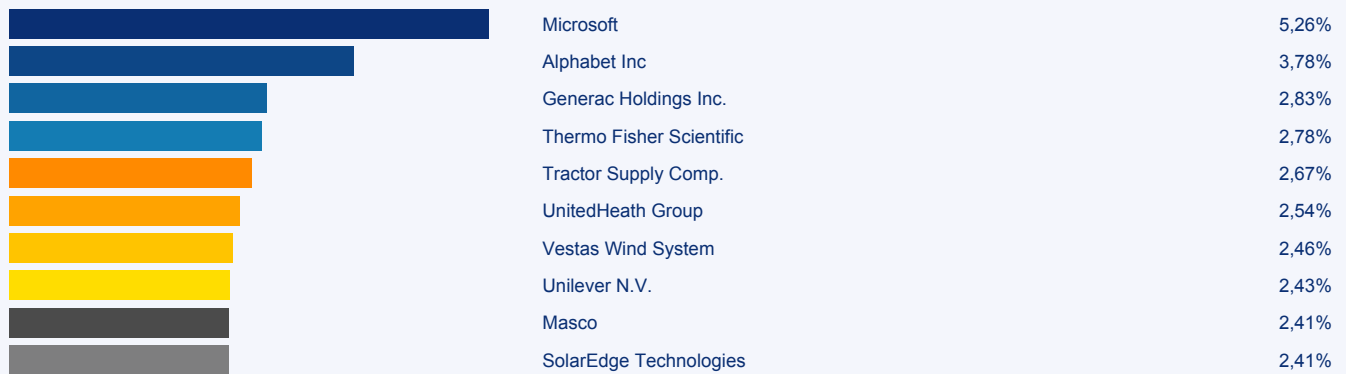 Microsoft 5,26%
Alphabet Inc 3,78%
Generac Holdings Inc. 2,83%
Thermo Fisher Scientific 2,78%
Tractor Supply Comp. 2,67%
UnitedHeath Group 2,54%
Vestas Wind System 2,46%
Unilever N.V. 2,43%
Masco 2,41%
SolarEdge Technologies 2,41%